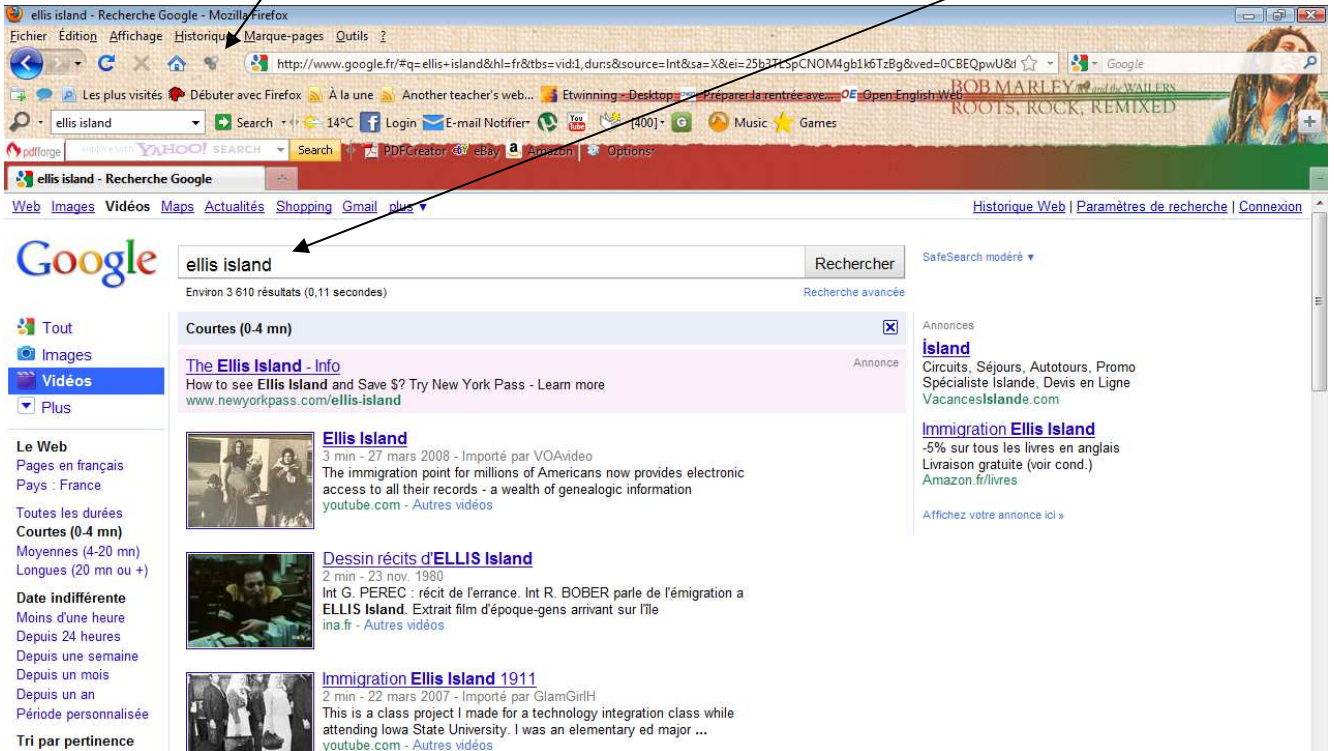 ellis island - Recherche Google - Mozilla Firefox
Fichier Édition Affichage Historique Marque-pages Outils ?
http://www.google.fr/#q=ellis+island&hl=fr&tbs=vid:1,dur:s&source=lnt&sa=X&ei=25b3TLSpCNOM4gb1k6TzBg&ved=0CBEQpwU&f Google
Les plus visités Débuter avec Firefox À la une Another teacher's web... Etwinning - Desktop Préparer la rentrée ave... OE Open English Web
BOB MARLEY and the WAILERS
ROOTS, ROCK, REMIXED
ellis island Search 14°C Login E-mail Notifier [400] Music Games
pdfforge YAHOO! SEARCH Search PDFCreator eBay Amazon Options
ellis island - Recherche Google
Web Images Vidéos Maps Actualités Shopping Gmail plus ▼ Historique Web | Paramètres de recherche | Connexion
Google
ellis island Rechercher
SafeSearch modéré ▼
Environ 3 610 résultats (0,11 secondes) Recherche avancée
Tout
Images
Vidéos
Plus
Le Web
Pages en français
Pays : France
Toutes les durées
Courtes (0-4 mn)
Moyennes (4-20 mn)
Longues (20 mn ou +)
Date indifférente
Moins d'une heure
Depuis 24 heures
Depuis une semaine
Depuis un mois
Depuis un an
Période personnalisée
Tri par pertinence
Courtes (0-4 mn)
The Ellis Island - Info Annonce
How to see Ellis Island and Save $? Try New York Pass - Learn more
www.newyorkpass.com/ellis-island
Ellis Island
3 min - 27 mars 2008 - Importé par VOAvideo
The immigration point for millions of Americans now provides electronic
access to all their records - a wealth of genealogic information
youtube.com - Autres vidéos
Dessin récits d'ELLIS Island
2 min - 23 nov. 1980
Int G. PEREC : récit de l'errance. Int R. BOBER parle de l'émigration a
ELLIS Island. Extrait film d'époque-gens arrivant sur l'île
ina.fr - Autres vidéos
Immigration Ellis Island 1911
2 min - 22 mars 2007 - Importé par GlamGirlH
This is a class project I made for a technology integration class while
attending Iowa State University. I was an elementary ed major ...
youtube.com - Autres vidéos
Annonces
Ísland
Circuits, Séjours, Autotours, Promo
Spécialiste Islande, Devis en Ligne
VacancesIslande.com
Immigration Ellis Island
-5% sur tous les livres en anglais
Livraison gratuite (voir cond.)
Amazon.fr/livres
Affichez votre annonce ici »